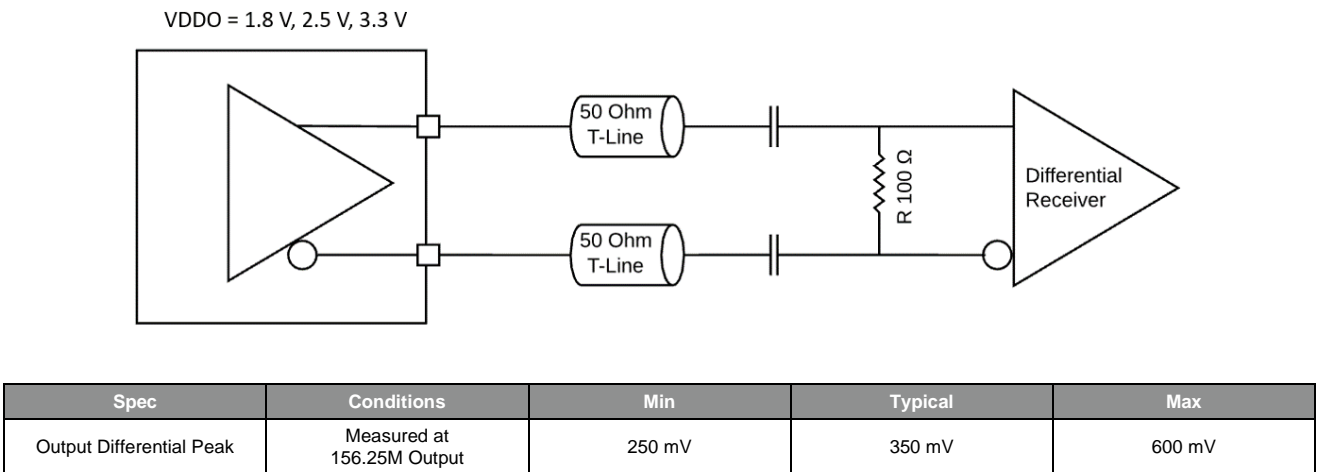 VDDO = 1.8 V, 2.5 V, 3.3 V
50 Ohm
T-Line
R 100 Ω
Differential
Receiver
50 Ohm
T-Line
Spec Conditions Min Typical Max
Output Differential Peak Measured at 250 mV 350 mV 600 mV
156.25M Output